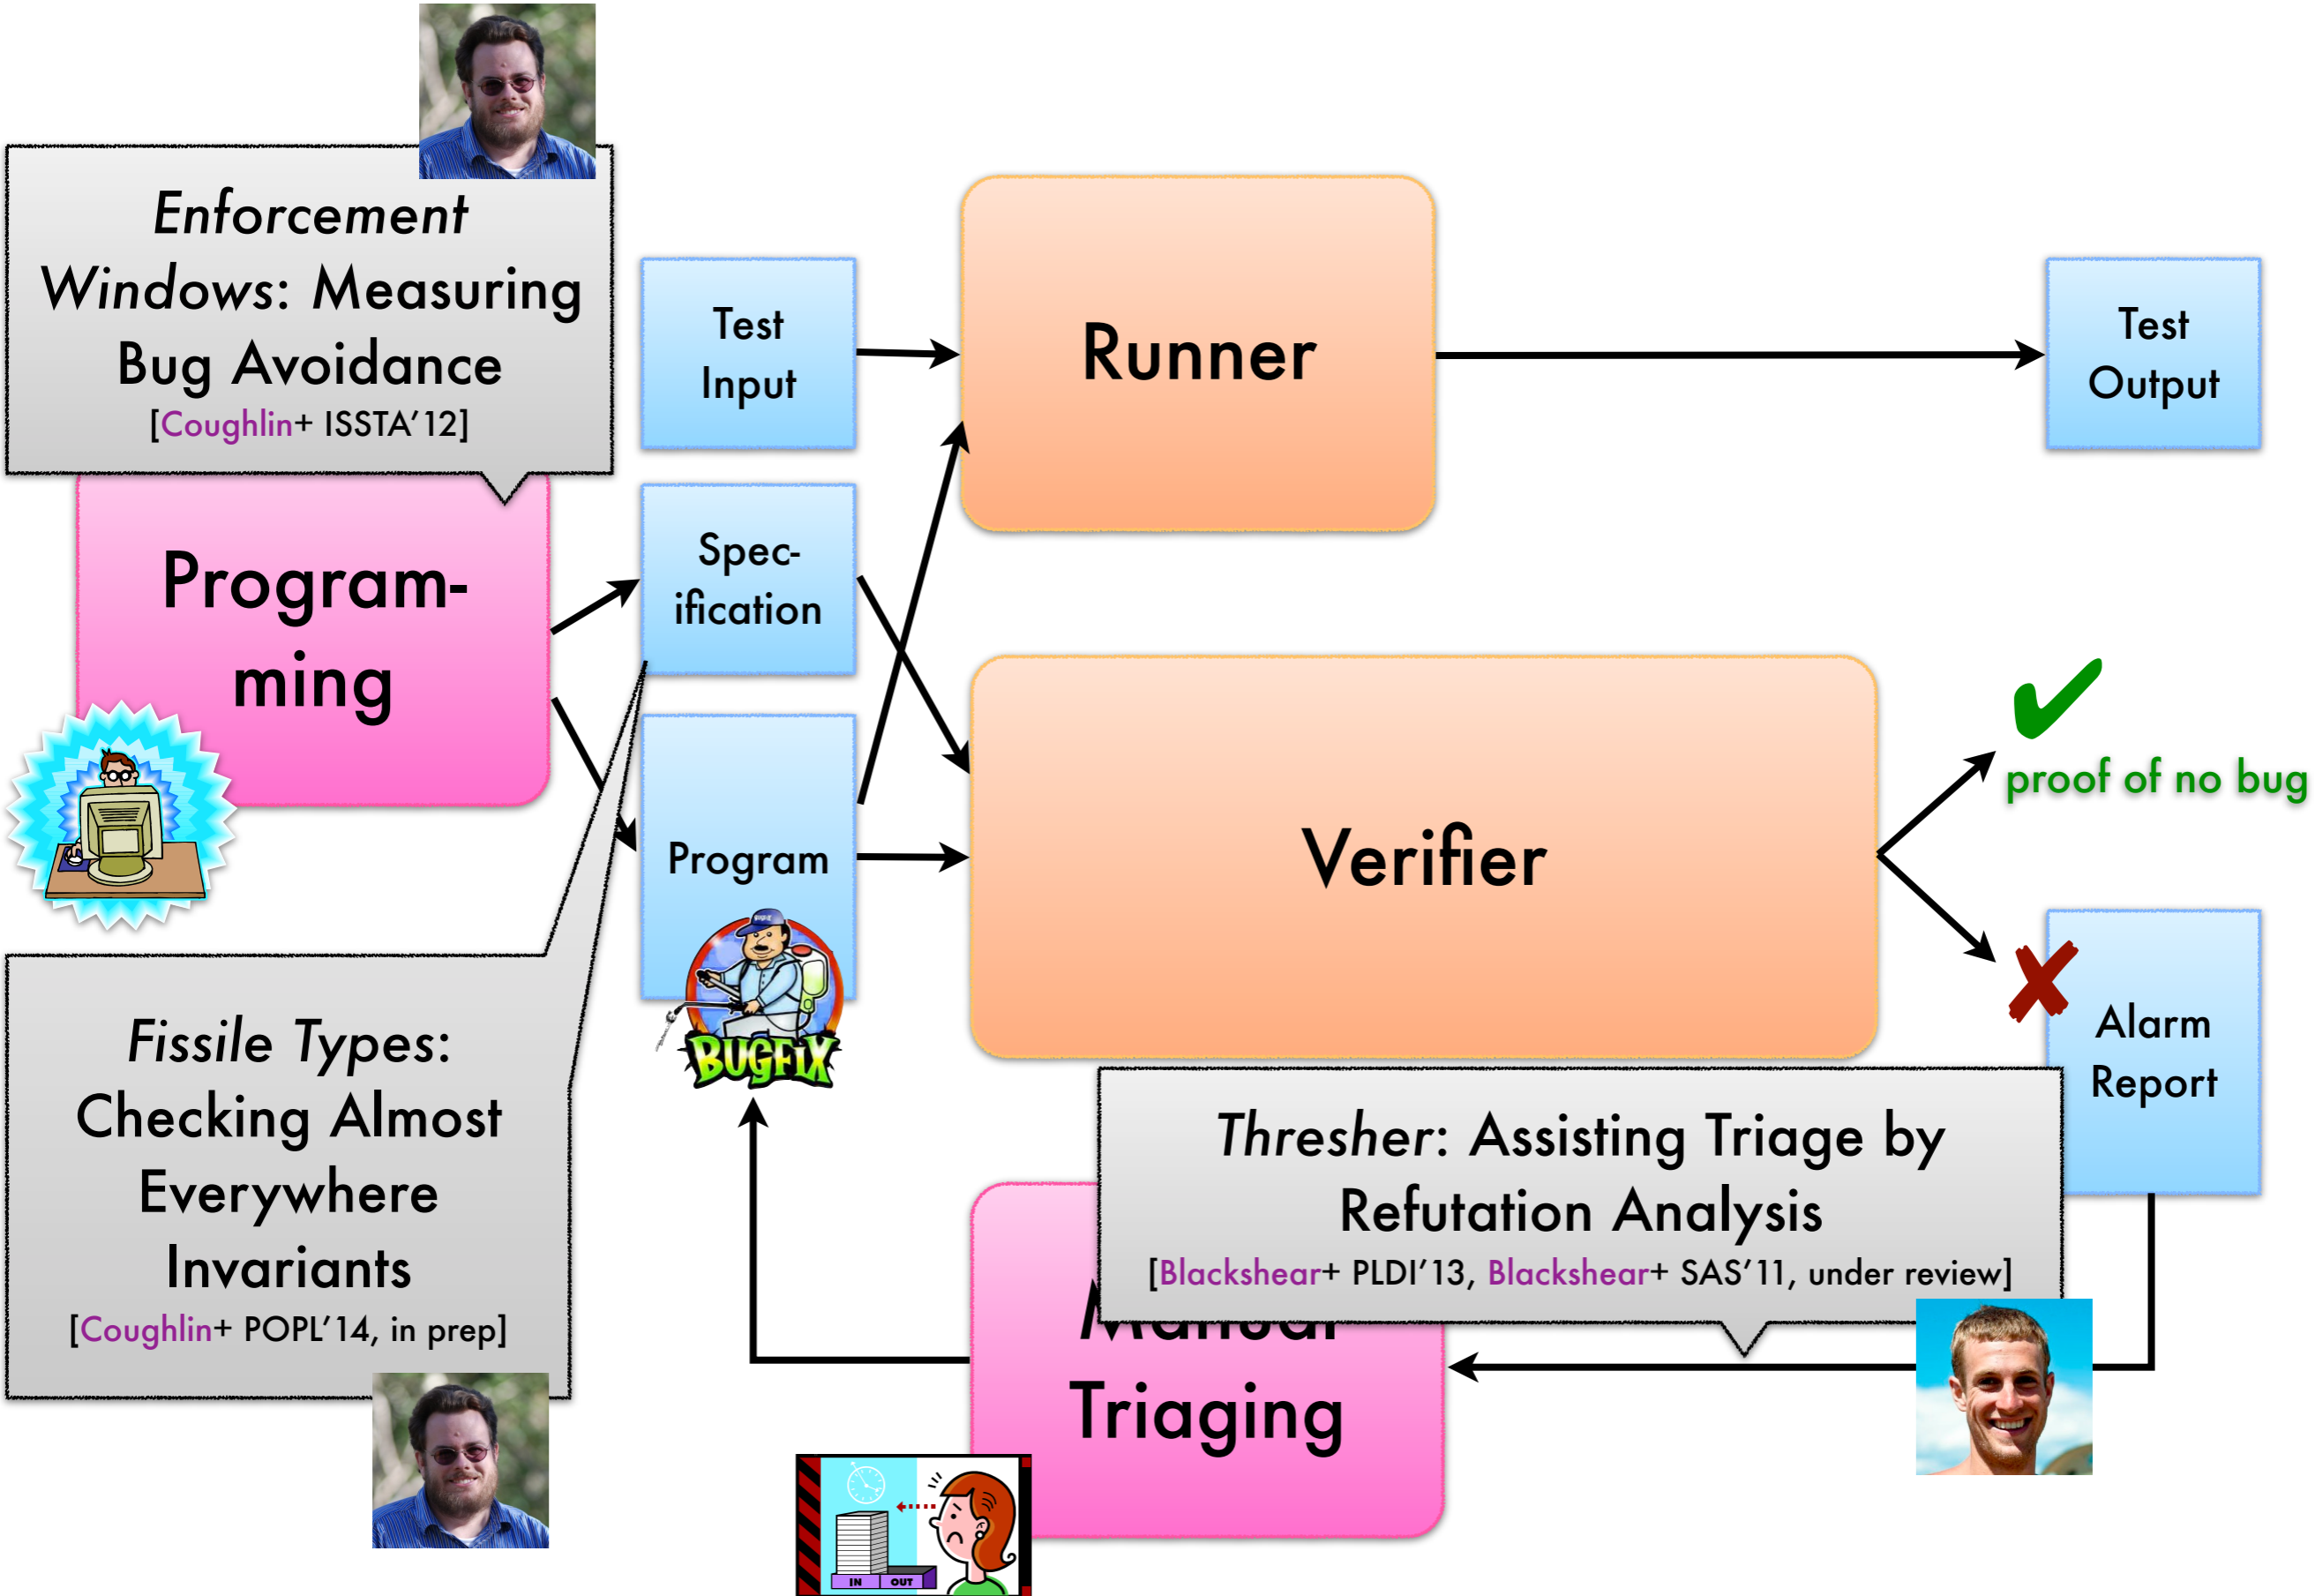 Enforcement
Windows: Measuring
Bug Avoidance
[Coughlin+ ISSTA'12]
Test
Input
Runner
Test
Output
Program-
ming
Spec-
ification
Program
BUGFIX
Verifier
proof of no bug
Alarm
Report
Fissile Types:
Checking Almost
Everywhere
Invariants
[Coughlin+ POPL'14, in prep]
Thresher: Assisting Triage by
Refutation Analysis
[Blackshear+ PLDI'13, Blackshear+ SAS'11, under review]
Manual
Triaging
IN OUT